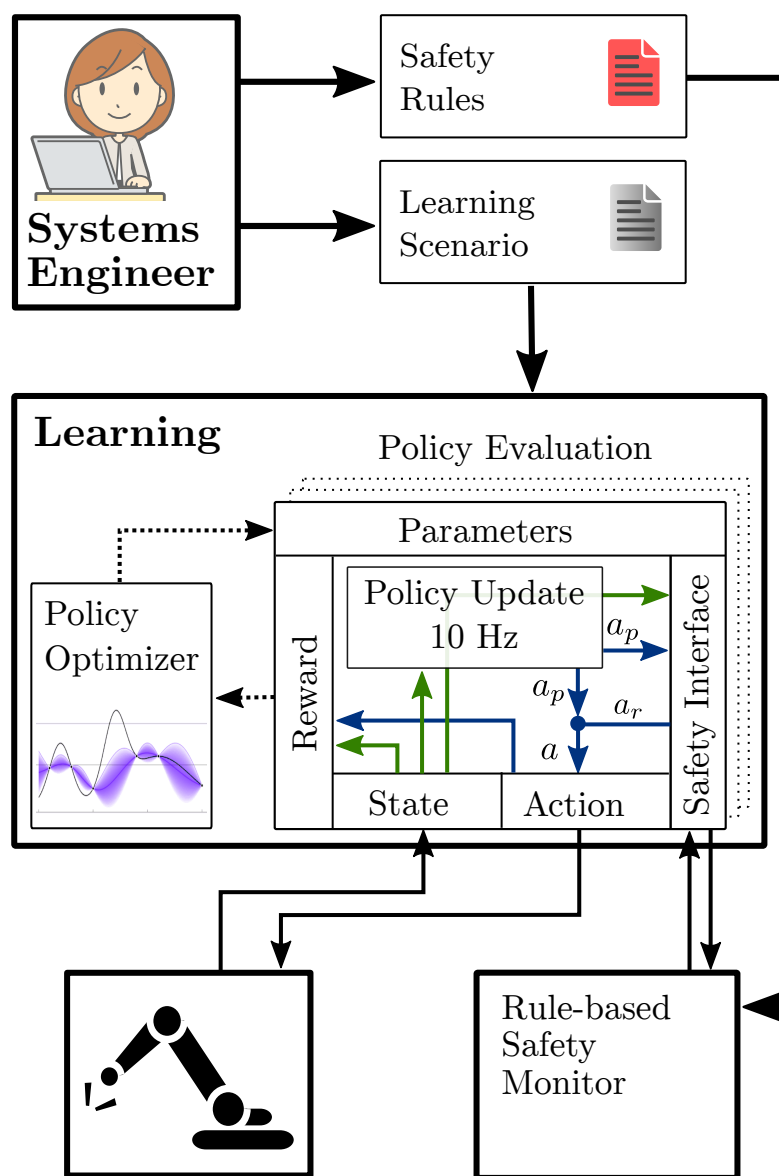 Safety
Rules
Learning
Scenario
Systems
Engineer
Learning
Policy Evaluation
Parameters
Policy
Optimizer
Reward
Policy Update
10 Hz
a_p
a_p
a_r
a
Safety Interface
State
Action
Rule-based
Safety
Monitor